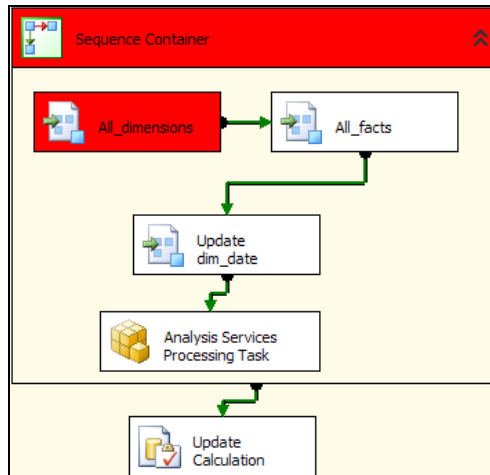 Sequence Container
All_dimensions
All_facts
Update
dim_date
Analysis Services
Processing Task
Update
Calculation